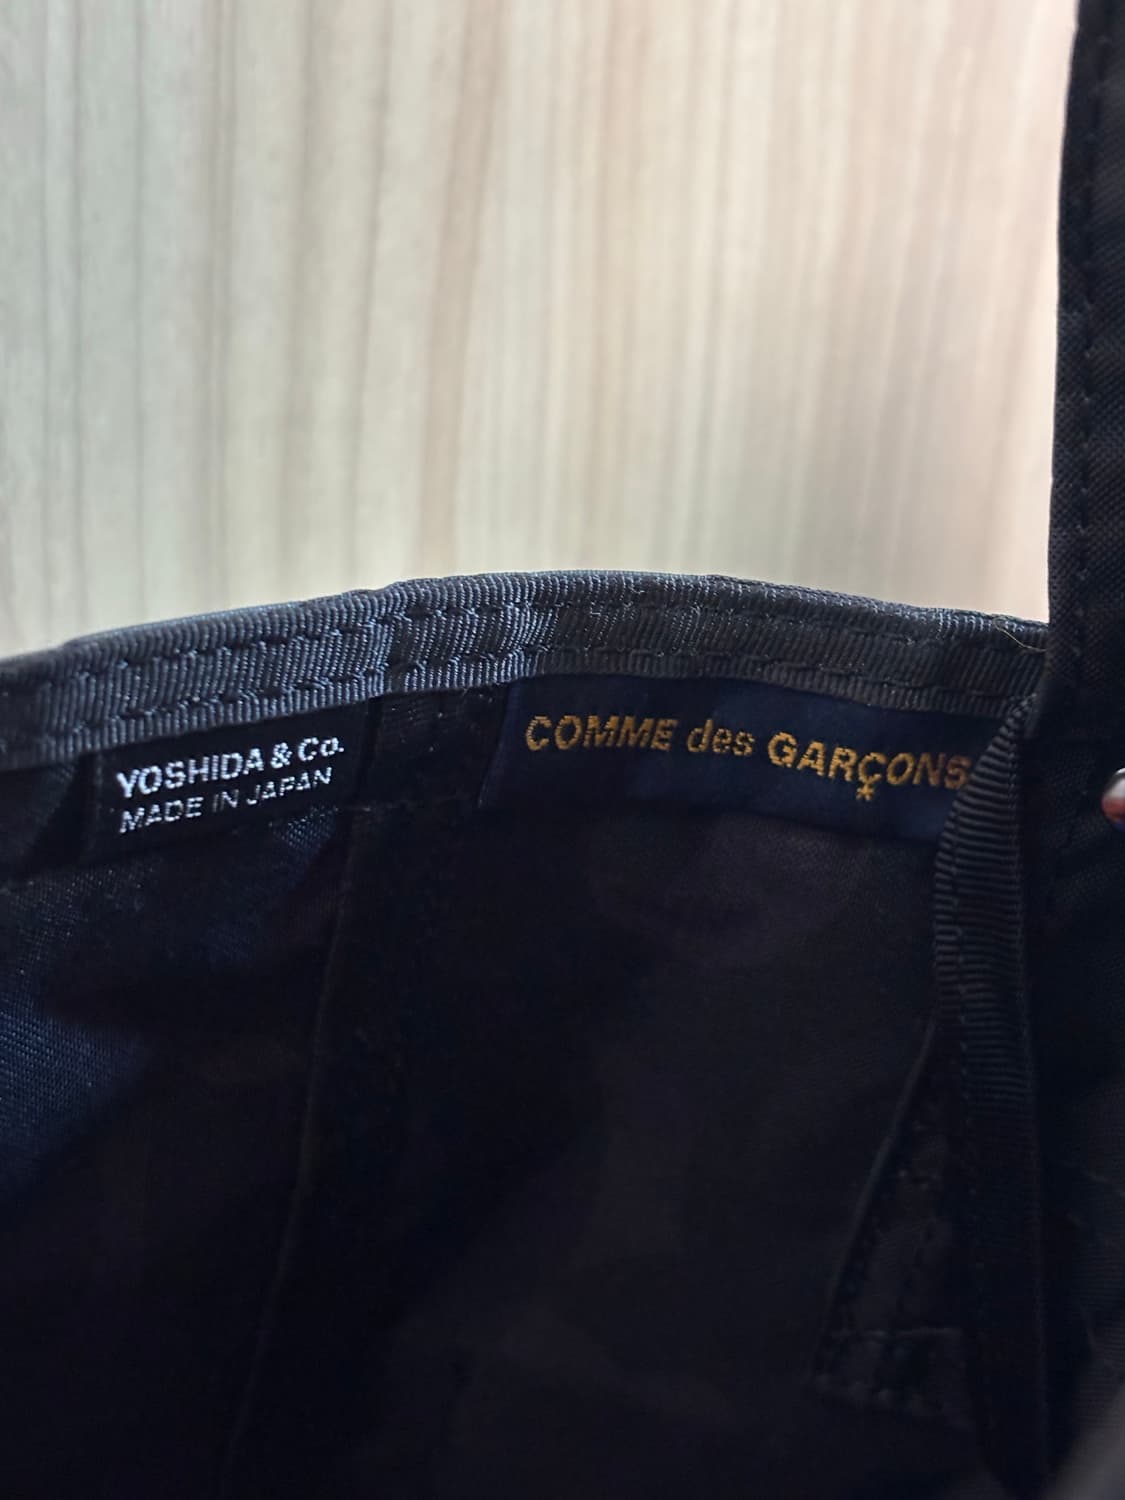 YOSHIDA & Co.
MADE IN JAPAN
COMME des GARÇONS
*